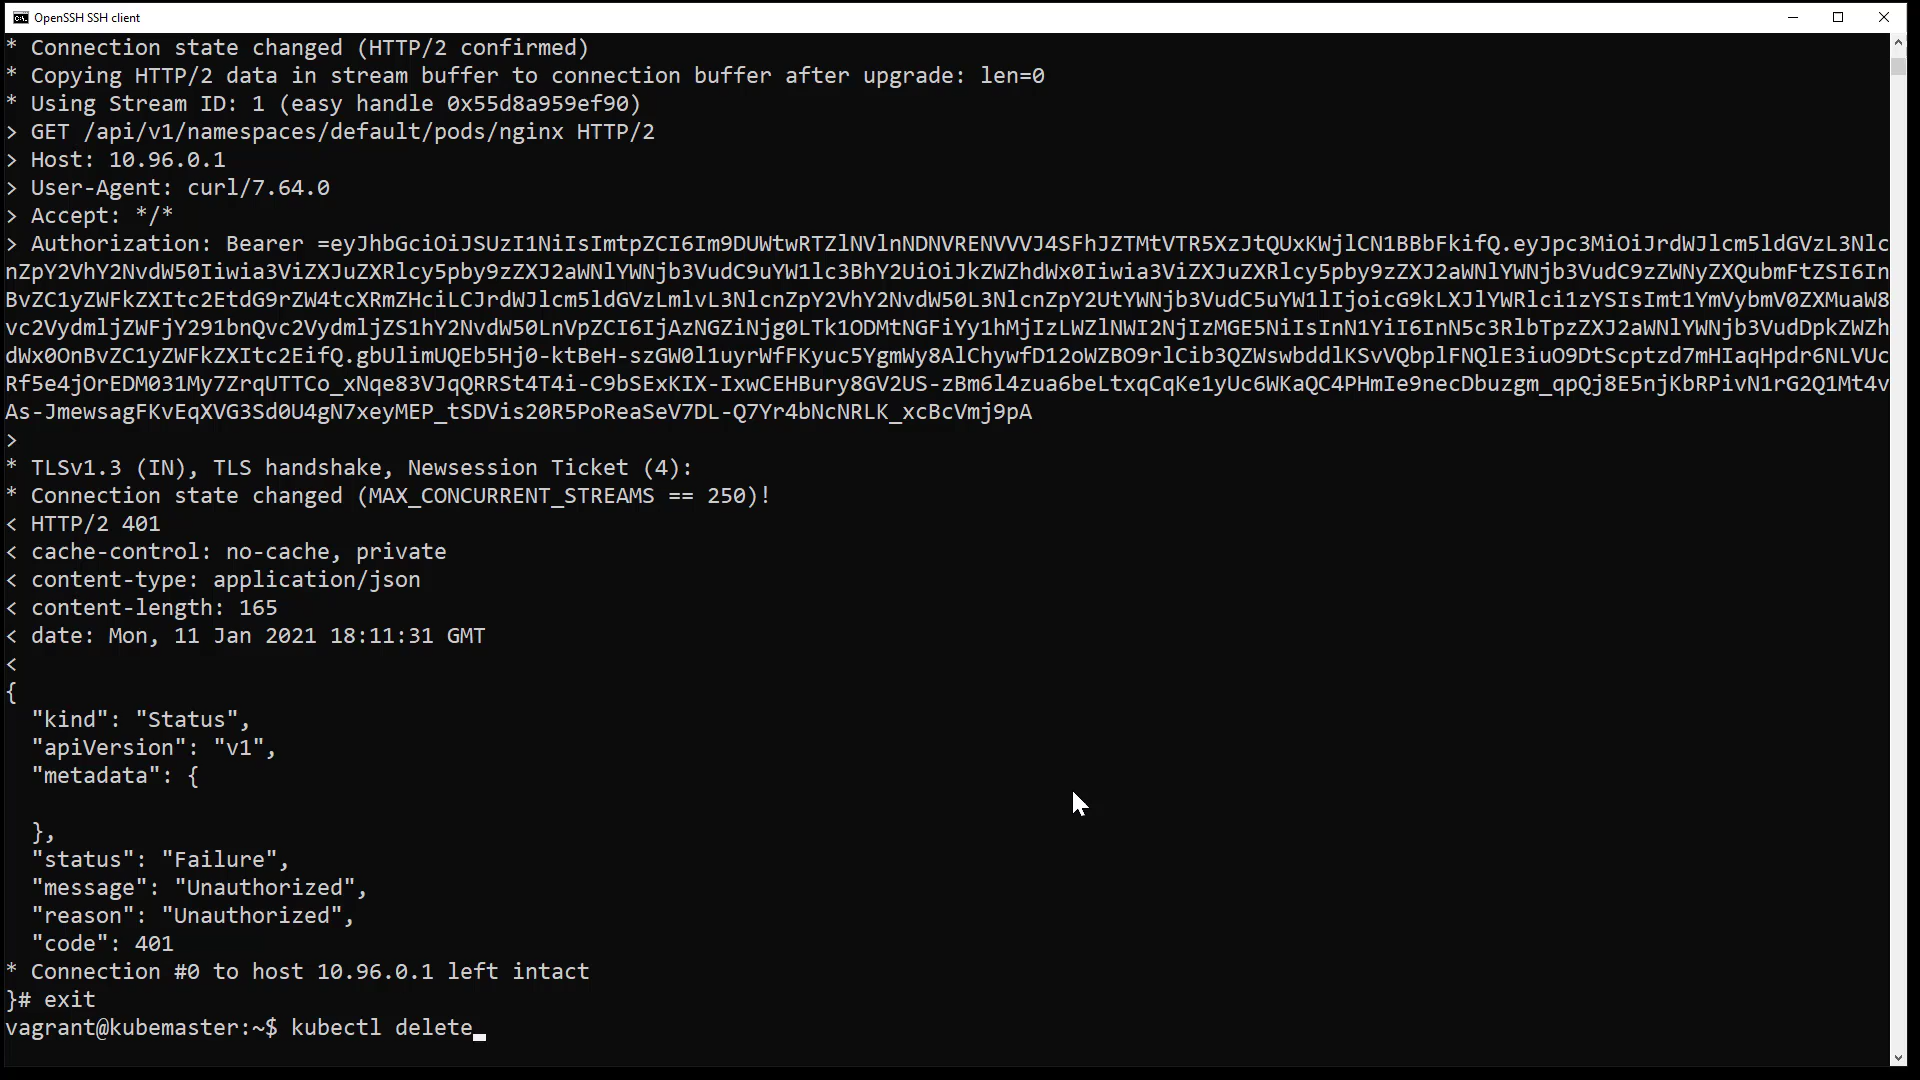 OpenSSH SSH client
* Connection state changed (HTTP/2 confirmed)
* Copying HTTP/2 data in stream buffer to connection buffer after upgrade: len=0
* Using Stream ID: 1 (easy handle 0x55d8a959ef90)
> GET /api/v1/namespaces/default/pods/nginx HTTP/2
> Host: 10.96.0.1
> User-Agent: curl/7.64.0
> Accept: */*
> Authorization: Bearer =eyJhbGciOiJSUzI1NiIsImtpZCI6Im9DUWtwRTZlNVlnNDNVRENVVVJ4SFhJZTMtVTR5XzJtQUxKWjlCN1BBbFkifQ.eyJpc3MiOiJrdWJlcm5ldGVzL3Nlc
nZpY2VhY2NvdW50Iiwia3ViZXJuZXRlcy5pby9zZXJ2aWNlYWNjb3VudC9uYW1lc3BhY2UiOiJkZWZhdWx0Iiwia3ViZXJuZXRlcy5pby9zZXJ2aWNlYWNjb3VudC9zZWNyZXQubmFtZSI6In
BvZC1yZWFkZXItc2EtdG9rZW4tcXRmZHciLCJrdWJlcm5ldGVzLmlvL3NlcnZpY2VhY2NvdW50L3NlcnZpY2UtYWNjb3VudC5uYW1lIjoicG9kLXJlYWRlci1zYSIsImt1YmVybmV0ZXMuaW8
vc2VydmljZWFjY291bnQvc2VydmljZS1hY2NvdW50LnVpZCI6IjAzNGZiNjg0LTk1ODMtNGFiYy1hMjIzLWZlNWI2NjIzMGE5NiIsInN1YiI6InN5c3RlbTpzZXJ2aWNlYWNjb3VudDpkZWZh
dWx0OnBvZC1yZWFkZXItc2EifQ.gbUlimUQEb5Hj0-ktBeH-szGW0l1uyrWfFKyuc5YgmWy8AlChywfD12oWZBO9rlCib3QZWswbddlKSvVQbplFNQlE3iuO9DtScptzd7mHIaqHpdr6NLVUc
Rf5e4jOrEDM031My7ZrqUTTCo_xNqe83VJqQRRSt4T4i-C9bSExKIX-IxwCEHBury8GV2US-zBm6l4zua6beLtxqCqKe1yUc6WKaQC4PHmIe9necDbuzgm_qpQj8E5njKbRPivN1rG2Q1Mt4v
As-JmewsagFKvEqXVG3Sd0U4gN7xeyMEP_tSDVis20R5PoReaSeV7DL-Q7Yr4bNcNRLK_xcBcVmj9pA
>
* TLSv1.3 (IN), TLS handshake, Newsession Ticket (4):
* Connection state changed (MAX_CONCURRENT_STREAMS == 250)!
< HTTP/2 401
< cache-control: no-cache, private
< content-type: application/json
< content-length: 165
< date: Mon, 11 Jan 2021 18:11:31 GMT
<
{
"kind": "Status",
"apiVersion": "v1",
"metadata": {
},
"status": "Failure",
"message": "Unauthorized",
"reason": "Unauthorized",
"code": 401
* Connection #0 to host 10.96.0.1 left intact
}# exit
vagrant@kubemaster:~$ kubectl delete